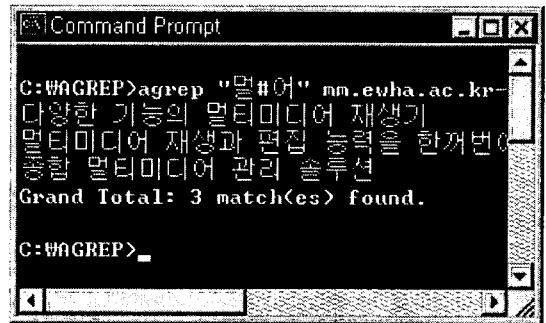 Command Prompt
C:₩AGREP>agrep "멀#어" mm.ewha.ac.kr-
다양한 기능의 멀티미디어 재생기
멀티미디어 재생과 편집 능력을 한꺼번에
종합 멀티미디어 관리 솔루션
Grand Total: 3 match(es) found.
C:₩AGREP>_